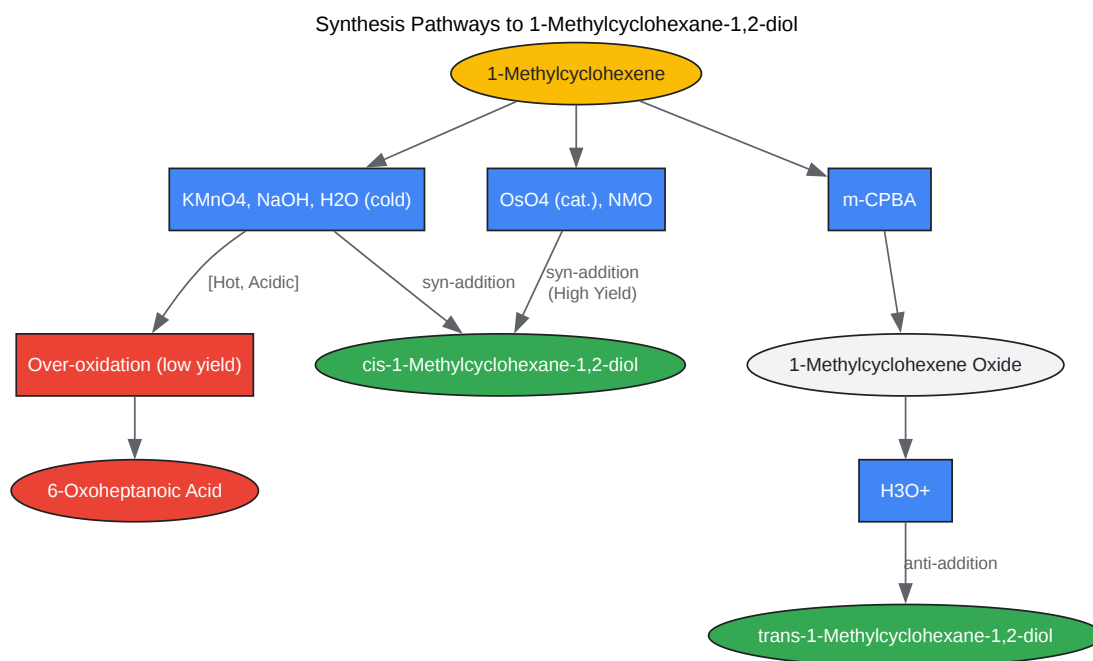 Synthesis Pathways to 1-Methylcyclohexane-1,2-diol
1-Methylcyclohexene
KMnO4, NaOH, H2O (cold)
OsO4 (cat.), NMO
m-CPBA
[Hot, Acidic]
syn-addition
syn-addition
(High Yield)
Over-oxidation (low yield)
cis-1-Methylcyclohexane-1,2-diol
1-Methylcyclohexene Oxide
6-Oxoheptanoic Acid
H3O+
anti-addition
trans-1-Methylcyclohexane-1,2-diol